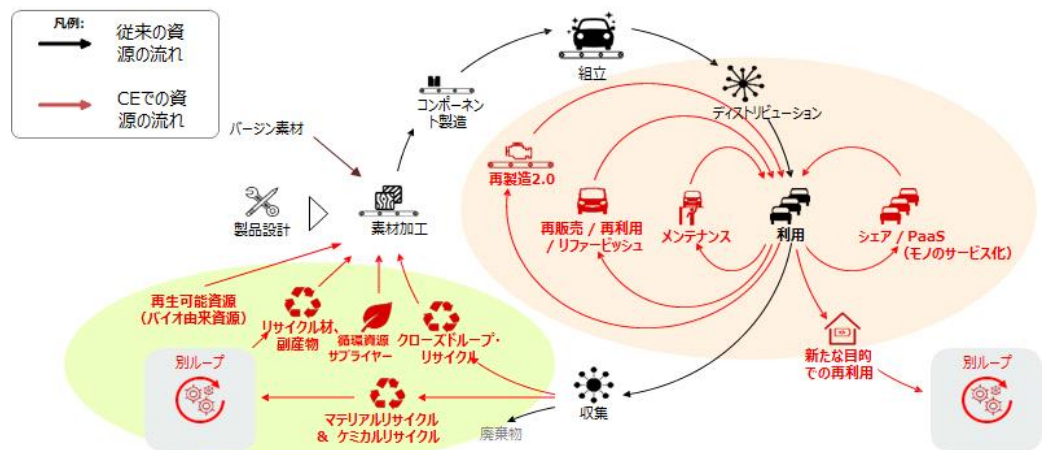 凡例:
従来の資
源の流れ
CEでの資
源の流れ
組立
コンポーネン
ト製造
ディストリビューション
バージン素材
再製造2.0
製品設計
素材加工
再販売 / 再利用
/ リファービッシュ
メンテナンス
利用
シェア / PaaS
(モノのサービス化)
再生可能資源
(バイオ由来資源)
リサイクル材、
副産物
循環資源
サプライヤー
クローズドループ・
リサイクル
新たな目的
での再利用
別ループ
別ループ
マテリアルリサイクル
& ケミカルリサイクル
収集
廃棄物